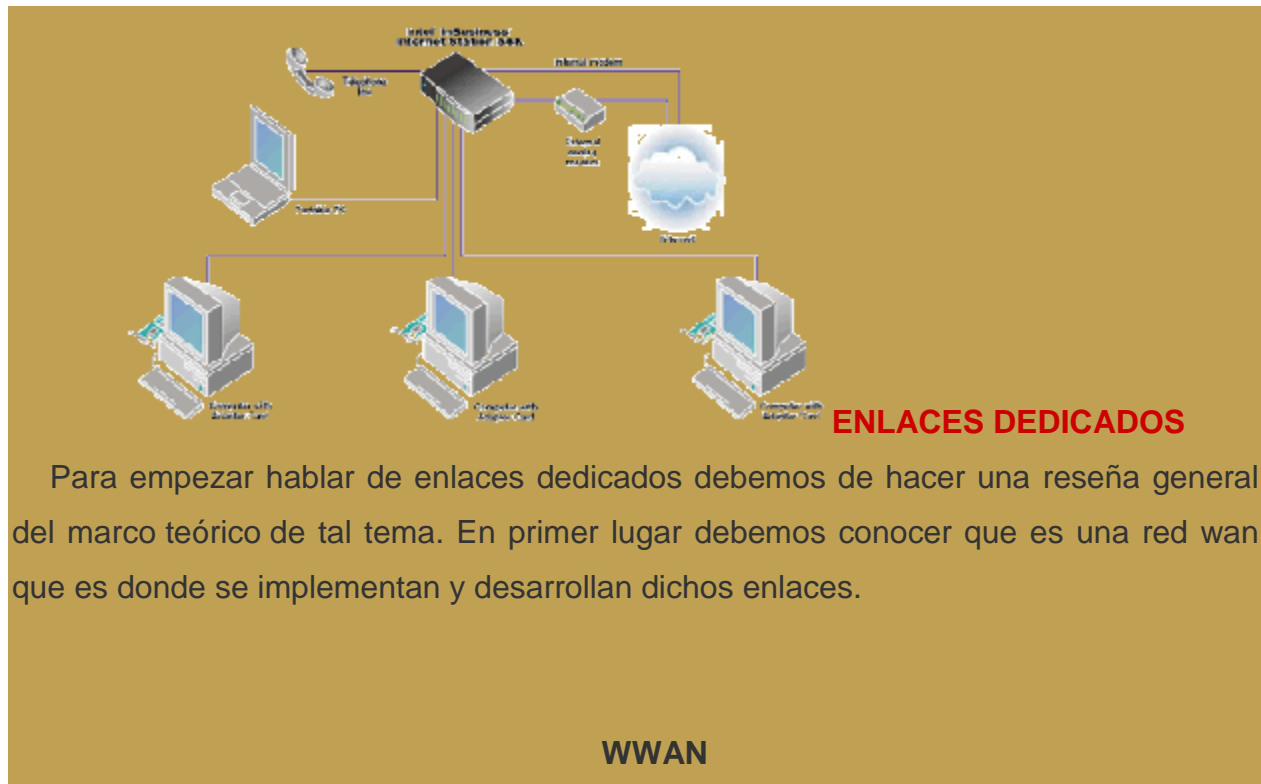 Intel InBusiness
Internet Station 56K
Internal modem
Telephone
line
External
modem
Portable PC
Internet
Computer with
Adapter Card
Computer with
Adapter Card
Computer with
Adapter Card
ENLACES DEDICADOS
Para empezar hablar de enlaces dedicados debemos de hacer una reseña general
del marco teórico de tal tema. En primer lugar debemos conocer que es una red wan
que es donde se implementan y desarrollan dichos enlaces.
WWAN